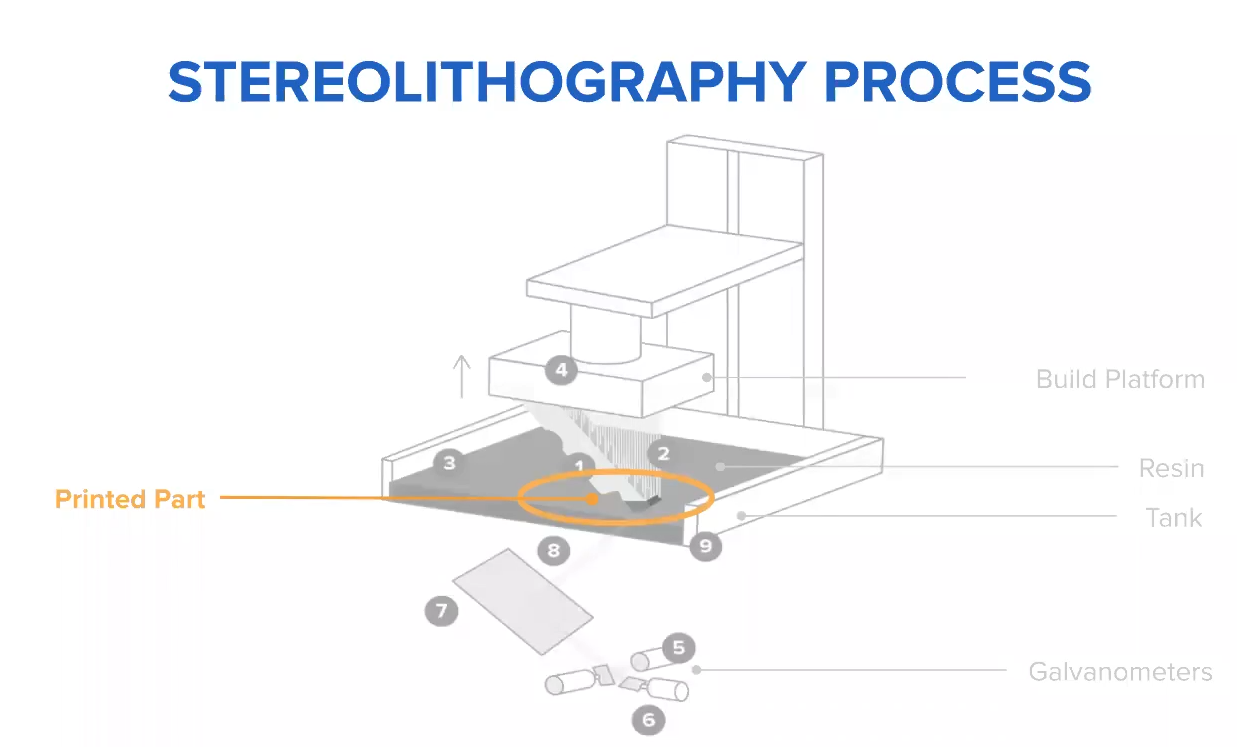 STEREOLITHOGRAPHY PROCESS
4
Build Platform
3
1
2
Resin
Printed Part
Tank
8
9
7
5
Galvanometers
6